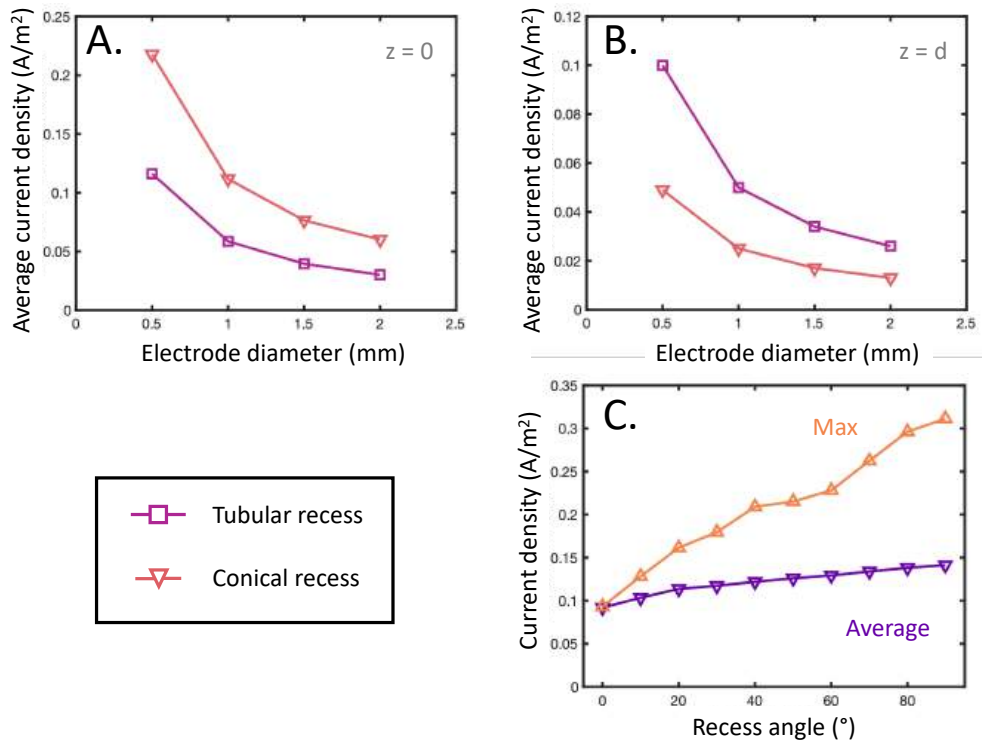 A.
z = 0
Average current density (A/m²)
0.25
0.2
0.15
0.1
0.05
0
0 0.5 1 1.5 2 2.5
Electrode diameter (mm)
B.
z = d
Average current density (A/m²)
0.12
0.1
0.08
0.06
0.04
0.02
0
0 0.5 1 1.5 2 2.5
Electrode diameter (mm)
Tubular recess
Conical recess
C.
Max
Average
Current density (A/m²)
0.35
0.3
0.25
0.2
0.15
0.1
0.05
0
0 20 40 60 80
Recess angle (°)